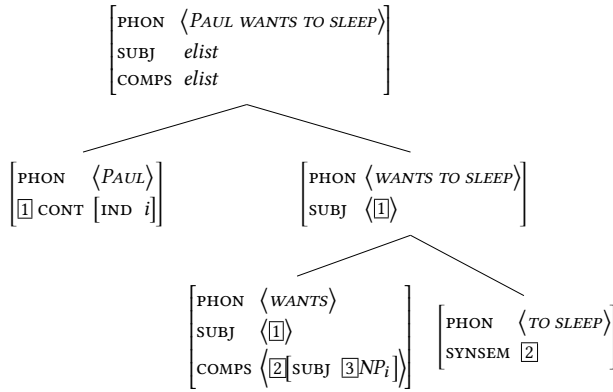 PHON ⟨PAUL WANTS TO SLEEP⟩
SUBJ elist
COMPS elist
PHON ⟨PAUL⟩
1 CONT [IND i]
PHON ⟨WANTS TO SLEEP⟩
SUBJ ⟨1⟩
PHON ⟨WANTS⟩
SUBJ ⟨1⟩
COMPS ⟨2[SUBJ 3NPi]⟩
PHON ⟨TO SLEEP⟩
SYNSEM 2